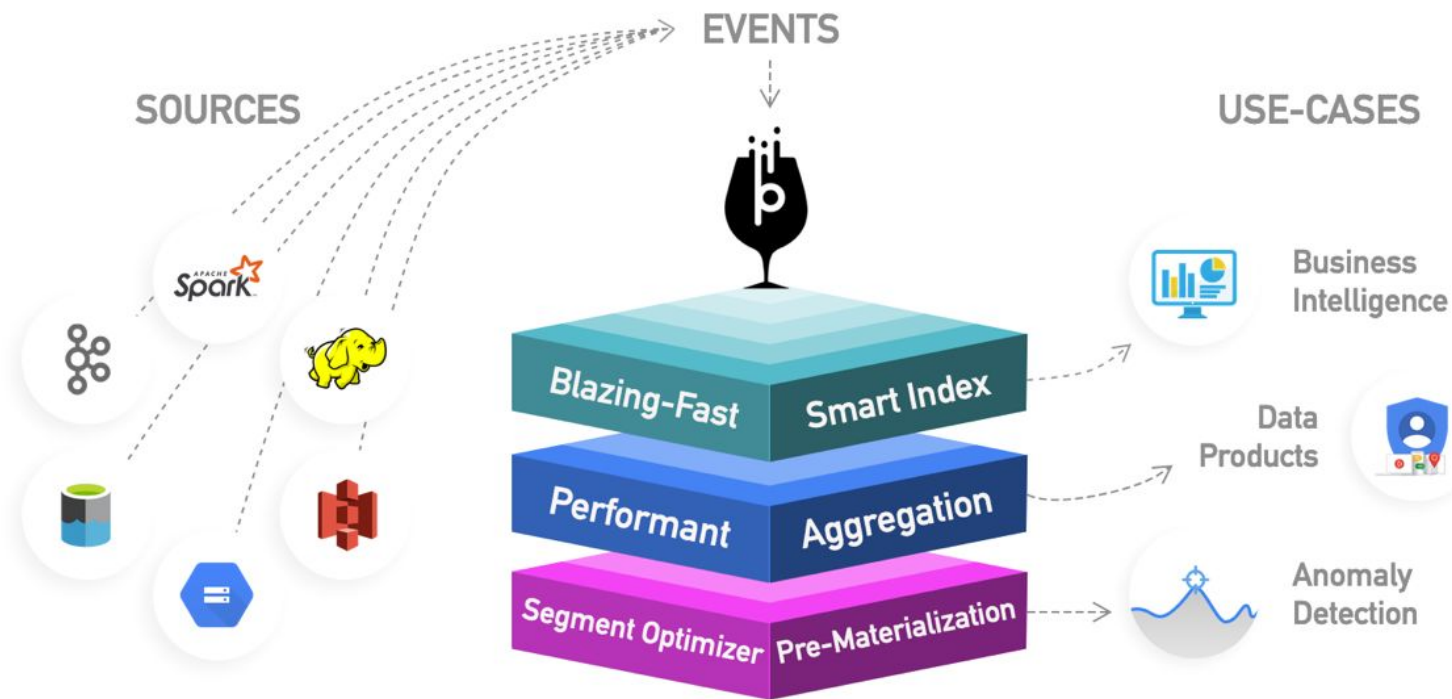 EVENTS
SOURCES
USE-CASES
APACHE
Spark
Business
Intelligence
Blazing-Fast
Smart Index
Data
Products
Performant
Aggregation
Anomaly
Detection
Segment Optimizer
Pre-Materialization